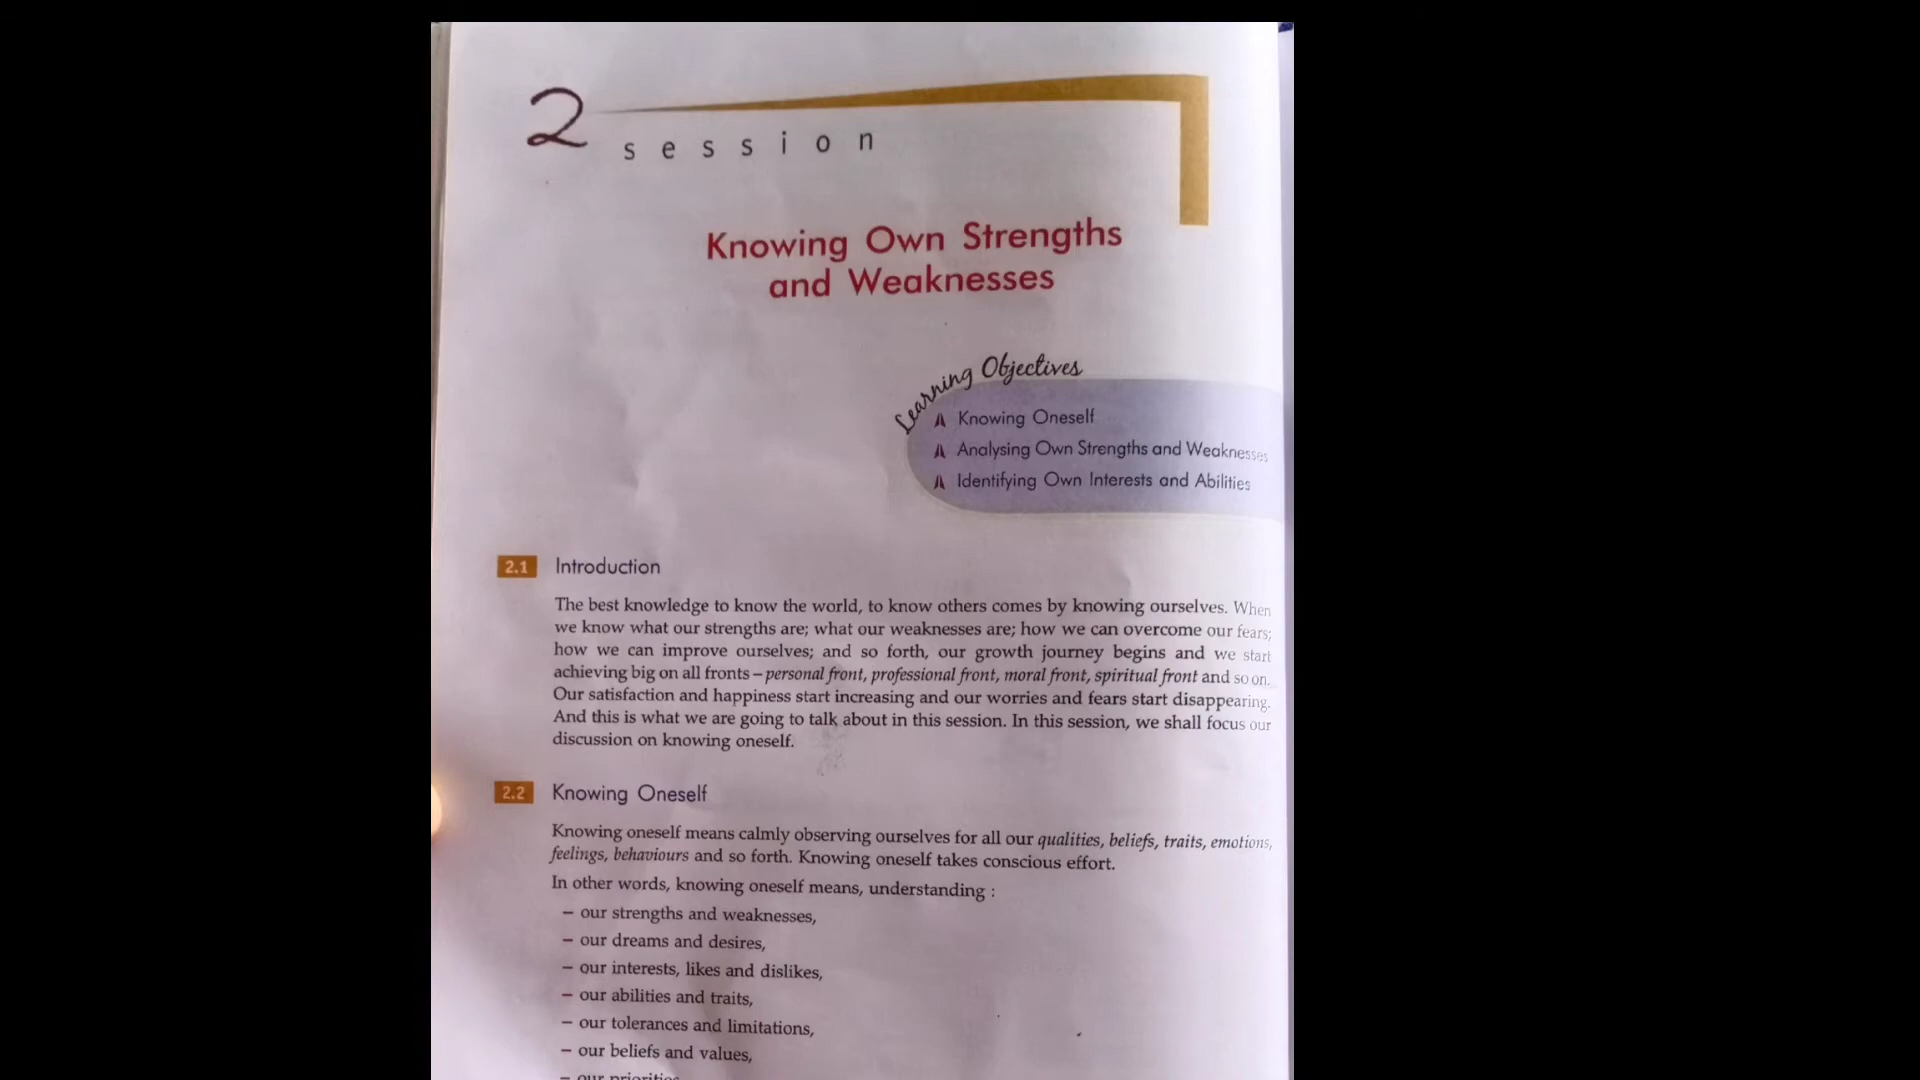 2
session
Knowing Own Strengths
and Weaknesses
Learning Objectives
Knowing Oneself
Analysing Own Strengths and Weaknesses
Identifying Own Interests and Abilities
2.1 Introduction
The best knowledge to know the world, to know others comes by knowing ourselves. When
we know what our strengths are; what our weaknesses are; how we can overcome our fears;
how we can improve ourselves; and so forth, our growth journey begins and we start
achieving big on all fronts – personal front, professional front, moral front, spiritual front and so on.
Our satisfaction and happiness start increasing and our worries and fears start disappearing.
And this is what we are going to talk about in this session. In this session, we shall focus our
discussion on knowing oneself.
2.2 Knowing Oneself
Knowing oneself means calmly observing ourselves for all our qualities, beliefs, traits, emotions,
feelings, behaviours and so forth. Knowing oneself takes conscious effort.
In other words, knowing oneself means, understanding :
– our strengths and weaknesses,
– our dreams and desires,
– our interests, likes and dislikes,
– our abilities and traits,
– our tolerances and limitations,
– our beliefs and values,
– our